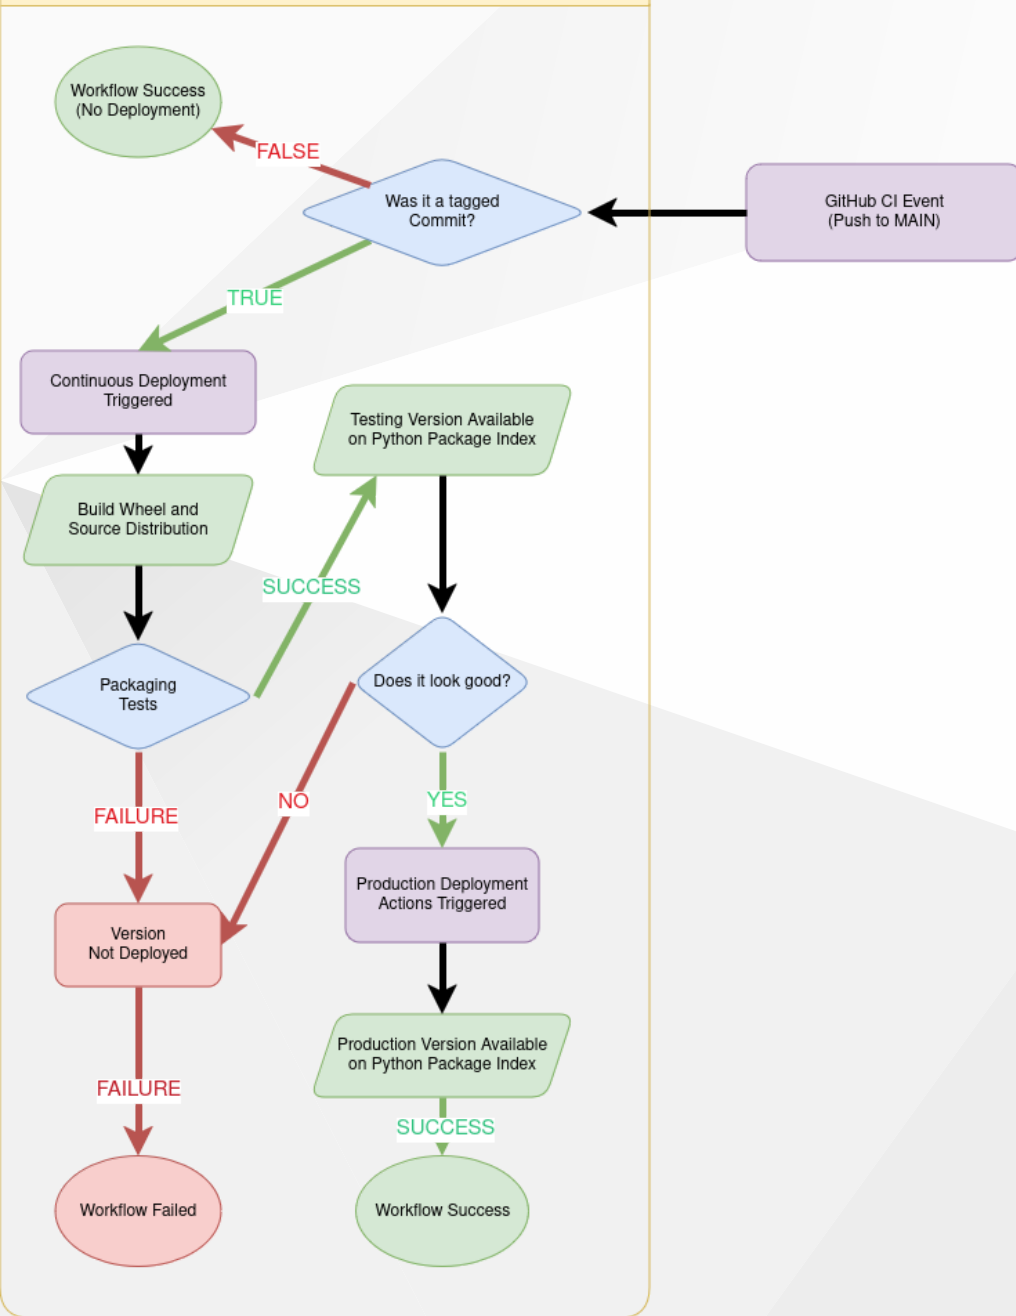 Workflow Success
(No Deployment)
FALSE
Was it a tagged
Commit?
GitHub CI Event
(Push to MAIN)
TRUE
Continuous Deployment
Triggered
Testing Version Available
on Python Package Index
Build Wheel and
Source Distribution
SUCCESS
Packaging
Tests
Does it look good?
FAILURE
NO
YES
Production Deployment
Actions Triggered
Version
Not Deployed
Production Version Available
on Python Package Index
FAILURE
SUCCESS
Workflow Failed
Workflow Success